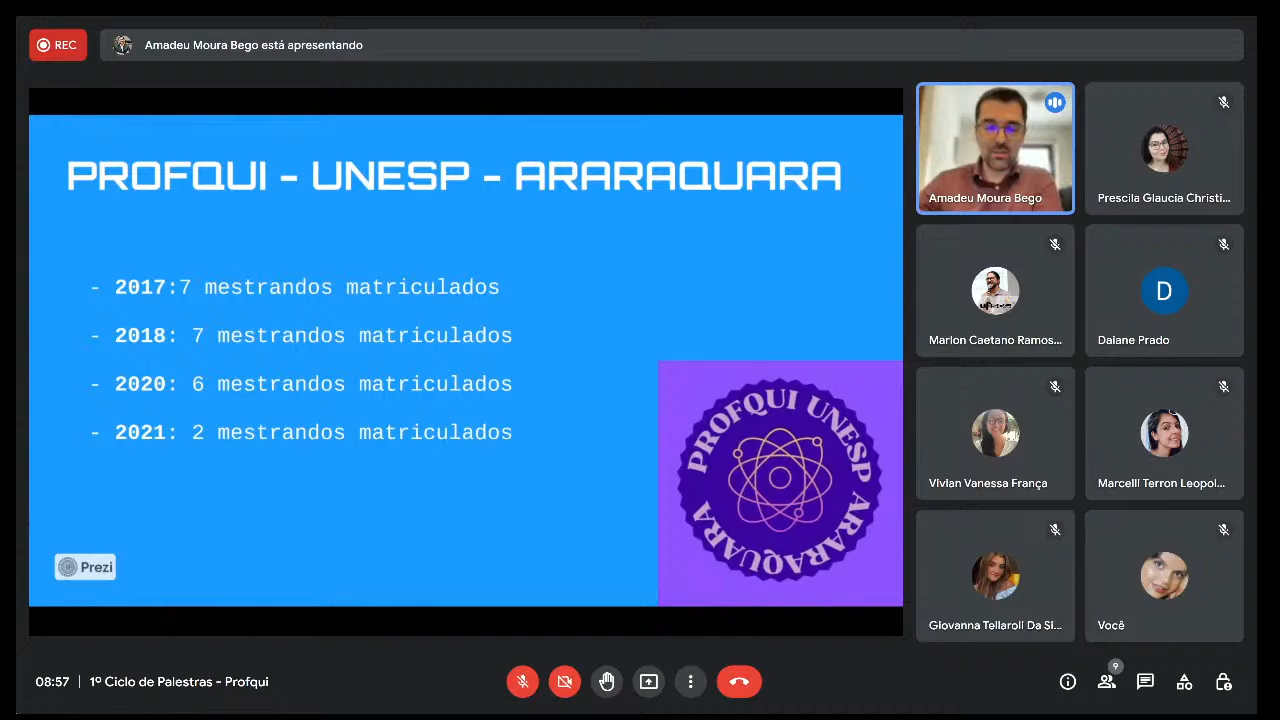 REC
Amadeu Moura Bego está apresentando
PROFQUI - UNESP - ARARAQUARA
- 2017:7 mestrandos matriculados
- 2018: 7 mestrandos matriculados
- 2020: 6 mestrandos matriculados
- 2021: 2 mestrandos matriculados
PROFQUI UNESP ARARAQUARA
Prezi
Amadeu Moura Bego
Prescila Glaucia Christi...
Marlon Caetano Ramos...
D
Daiane Prado
Vivian Vanessa França
Marcelli Terron Leopol...
Giovanna Tellaroli Da Si...
Você
08:57 | 1º Ciclo de Palestras - Profqui
9